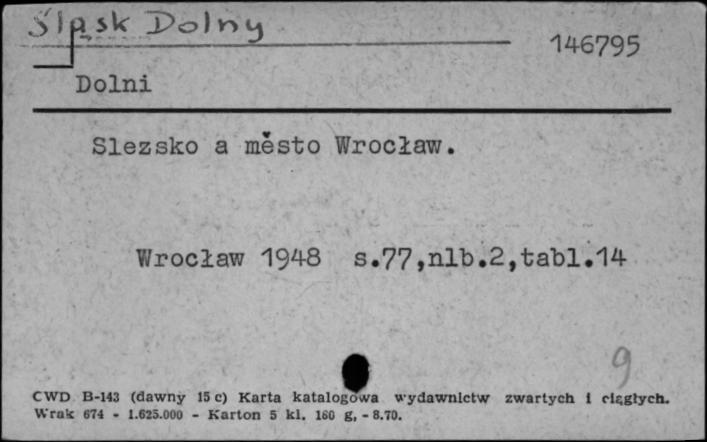 Śląsk Dolny
146795
Dolni
Slezsko a město Wrocław.
Wrocław 1948 s.77,nlb.2,tabl.14
9
CWD B-143 (dawny 15 c) Karta katalogowa wydawnictw zwartych i ciągłych.
Wrak 674 - 1.625.000 - Karton 5 kl. 160 g, - 8.70.